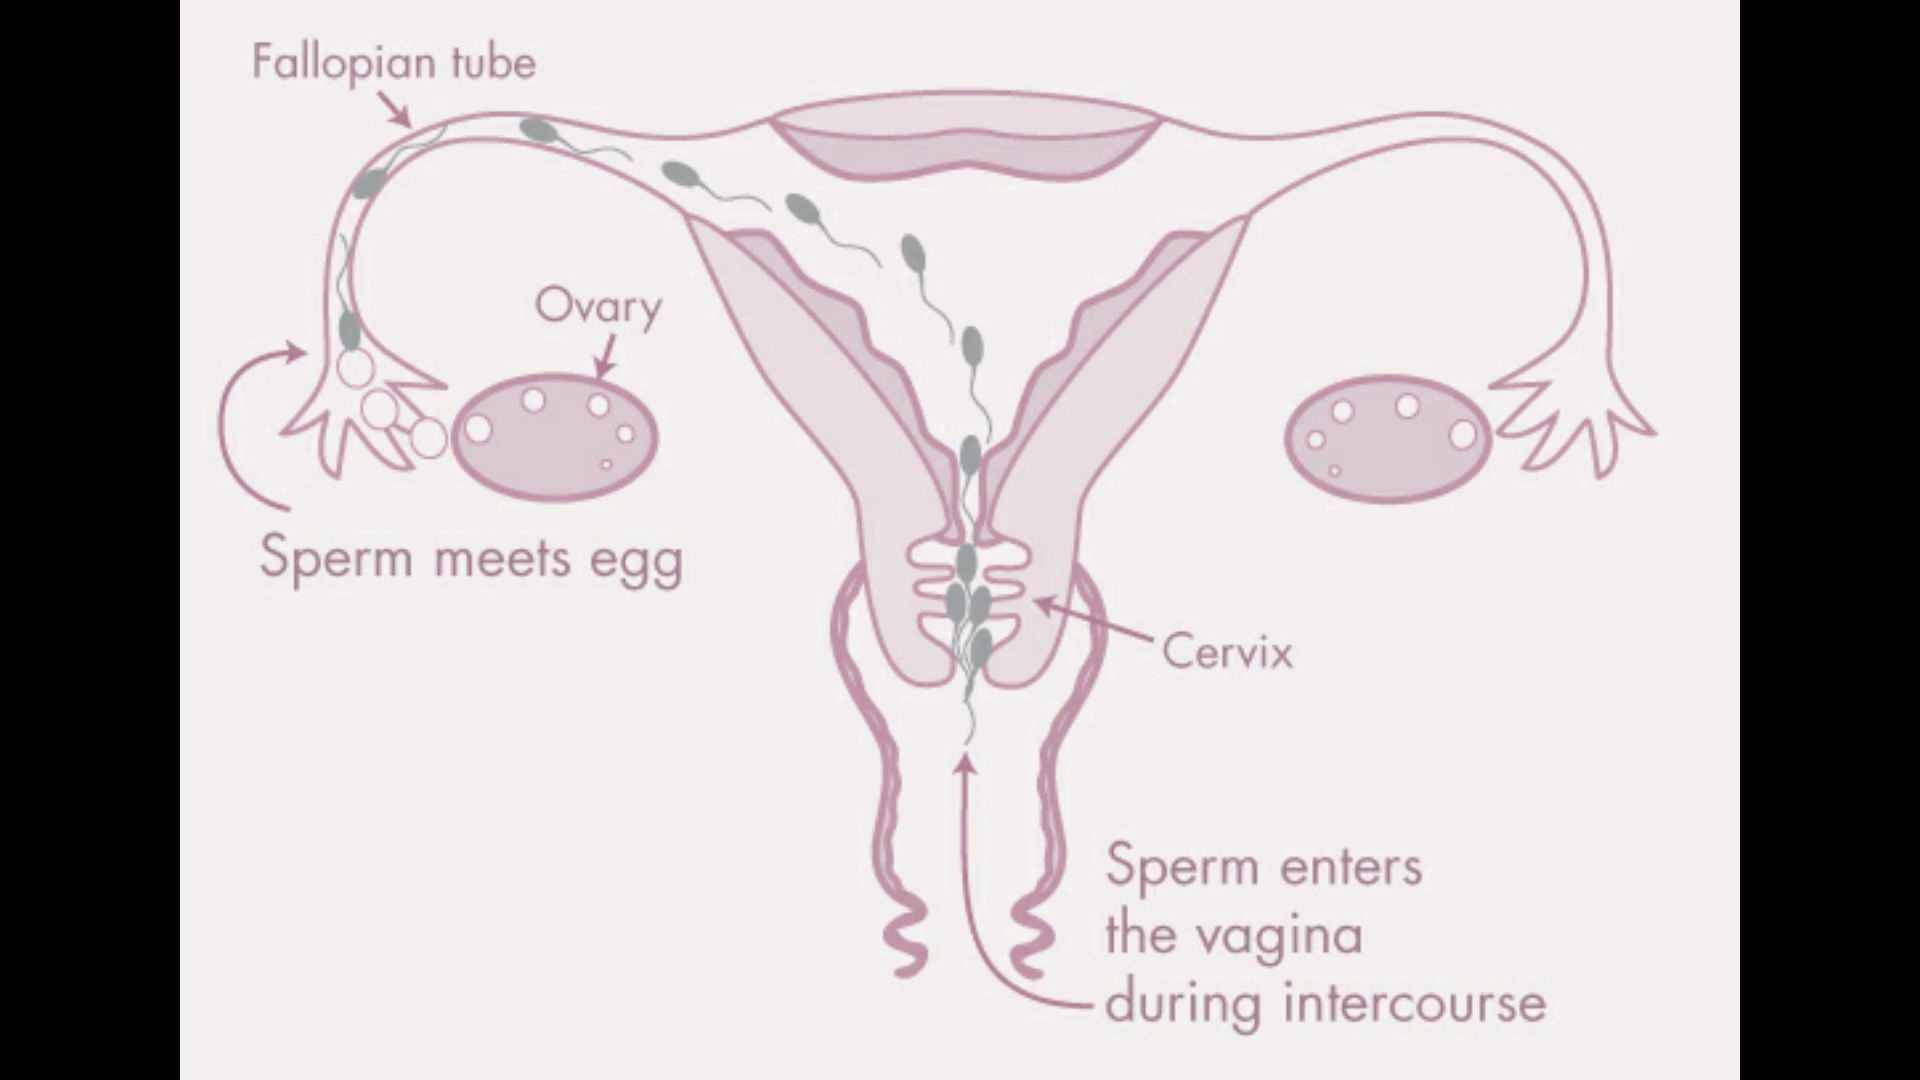 Fallopian tube
Ovary
Sperm meets egg
Cervix
Sperm enters
the vagina
during intercourse